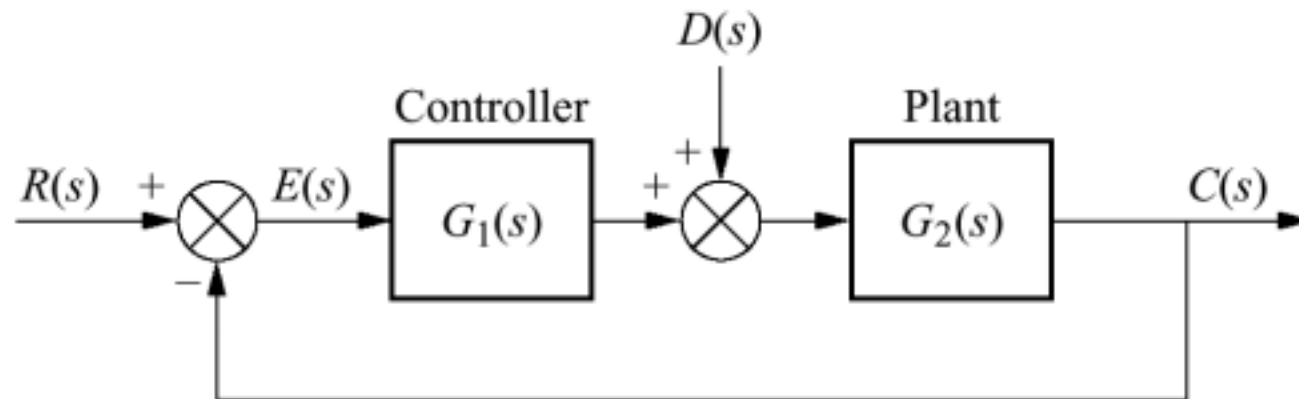 D(s)
Controller
Plant
+
R(s)
+
E(s)
G₁(s)
+
G₂(s)
C(s)
−